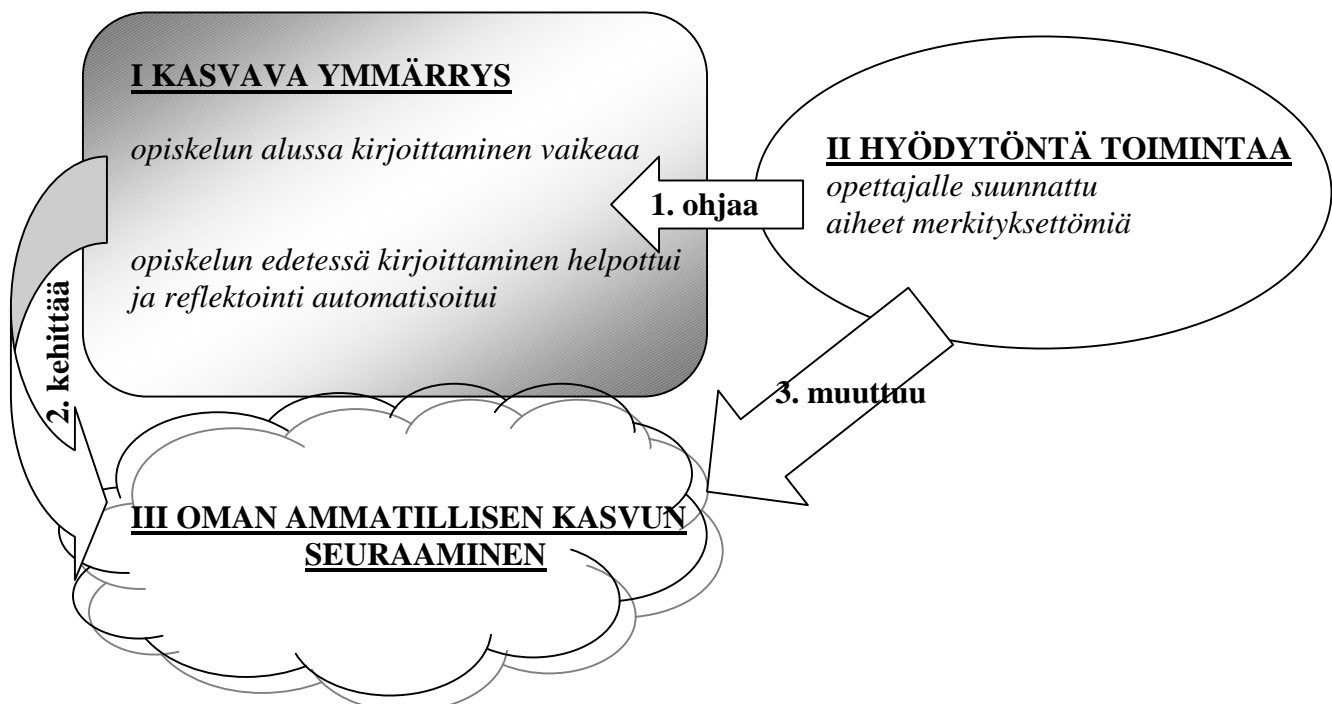 I KASVAVA YMMÄRRYS
opiskelun alussa kirjoittaminen vaikeaa
opiskelun edetessä kirjoittaminen helpottui
ja reflektointi automatisoitui
II HYÖDYTÖNTÄ TOIMINTAA
opettajalle suunnattu
aiheet merkityksettömiä
1. ohjaa
2. kehittää
3. muuttuu
III OMAN AMMATILLISEN KASVUN
SEURAAMINEN